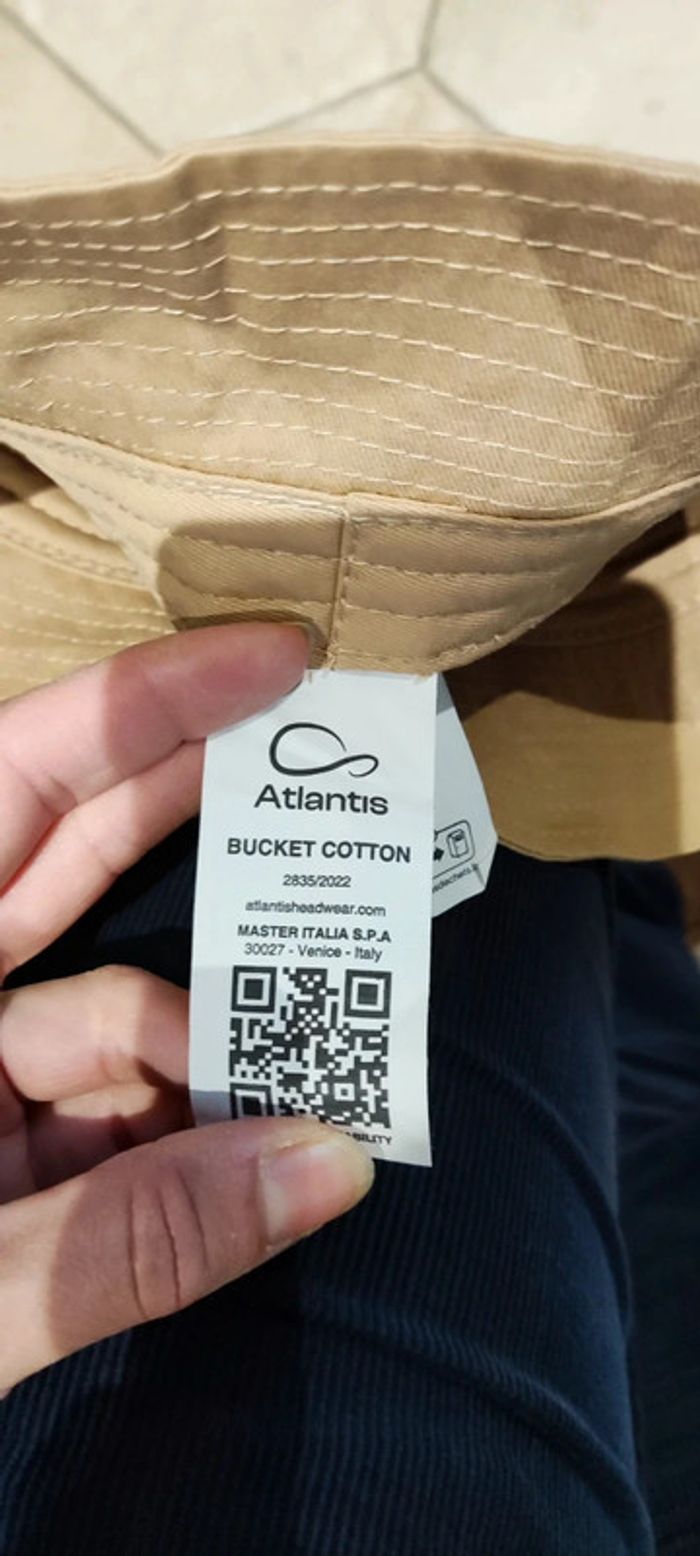 Atlantis
BUCKET COTTON
2835/2022
atlantisheadwear.com
MASTER ITALIA S.P.A
30027 - Venice - Italy